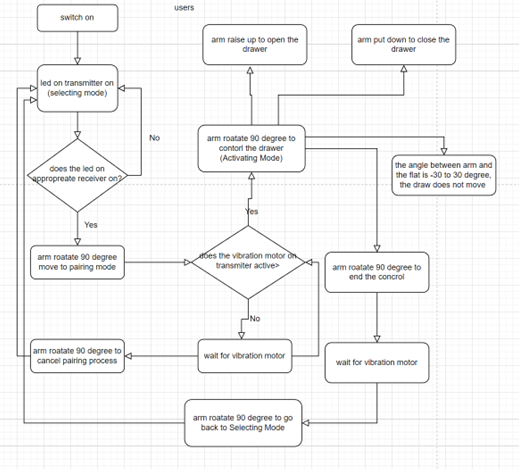 users
switch on
arm raise up to open the
drawer
arm put down to close the
drawer
led on transmitter on
(selecting mode)
No
arm roatate 90 degree to
contorl the drawer
(Activating Mode)
the angle between arm and
the flat is -30 to 30 degree,
the draw does not move
does the led on
appropreate receiver on?
Yes
Yes
arm roatate 90 degree
move to pairing mode
does the vibration motor on
transmiter active>
arm roatate 90 degree to
end the concrol
No
arm roatate 90 degree to
cancel pairing process
wait for vibration motor
wait for vibration motor
arm roatate 90 degree to go
back to Selecting Mode